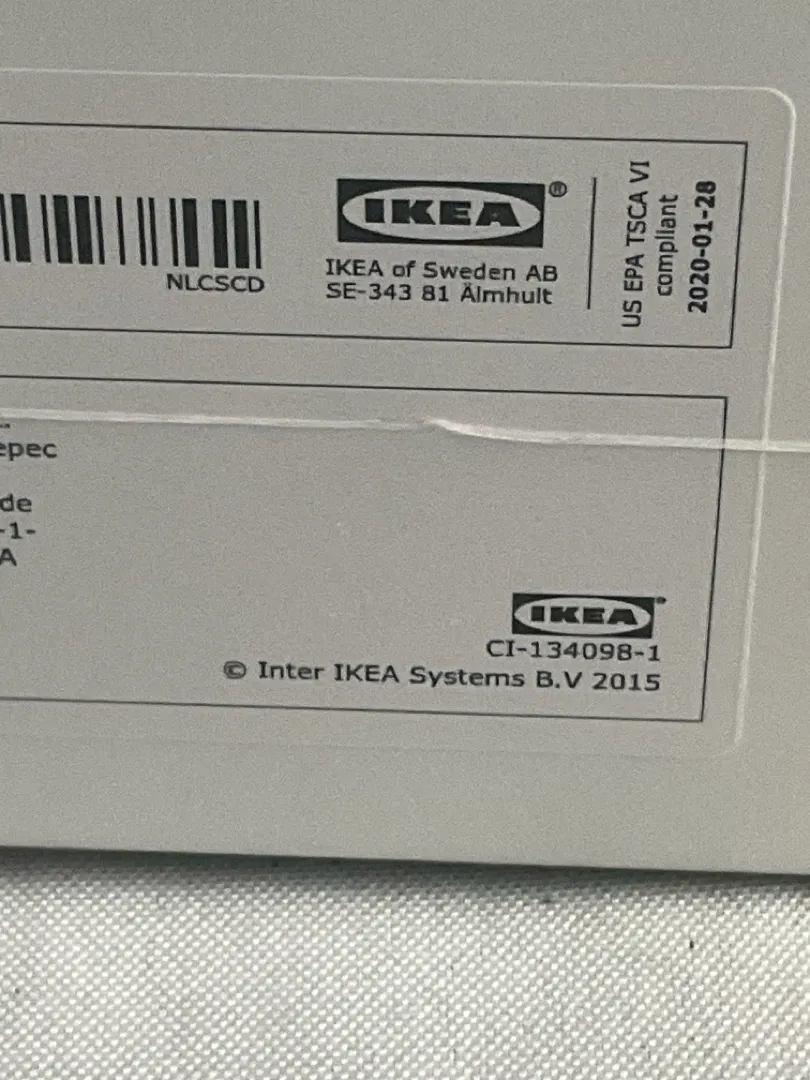 NLCSCD
IKEA®
IKEA of Sweden AB
SE-343 81 Älmhult
US EPA TSCA VI
compliant
2020-01-28
epec
de
-1-
A
IKEA
CI-134098-1
© Inter IKEA Systems B.V 2015